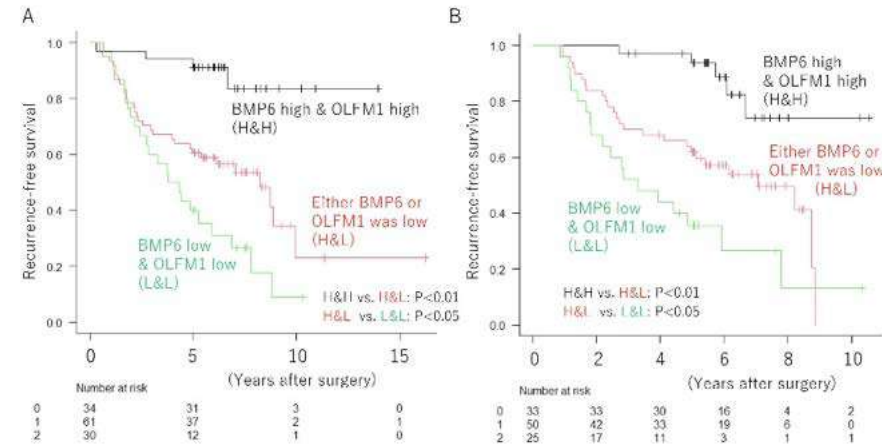 A
Recurrence-free survival
1.0
0.8
0.6
0.4
0.2
0.0
BMP6 high & OLFM1 high
(H&H)
Either BMP6 or
OLFM1 was low
(H&L)
BMP6 low
& OLFM1 low
(L&L)
H&H vs. H&L: P<0.01
H&L vs. L&L: P<0.05
0 5 10 15
(Years after surgery)
Number at risk
0 34 31 3 0
1 61 37 2 1
2 30 12 1 0
B
Recurrence-free survival
1.0
0.8
0.6
0.4
0.2
0.0
BMP6 high
& OLFM1 high
(H&H)
Either BMP6 or
OLFM1 was low
(H&L)
BMP6 low
& OLFM1 low
(L&L)
H&H vs. H&L: P<0.01
H&L vs. L&L: P<0.05
0 2 4 6 8 10
(Years after surgery)
Number at risk
0 33 33 30 16 4 2
1 50 42 33 19 6 0
2 25 17 11 3 1 1